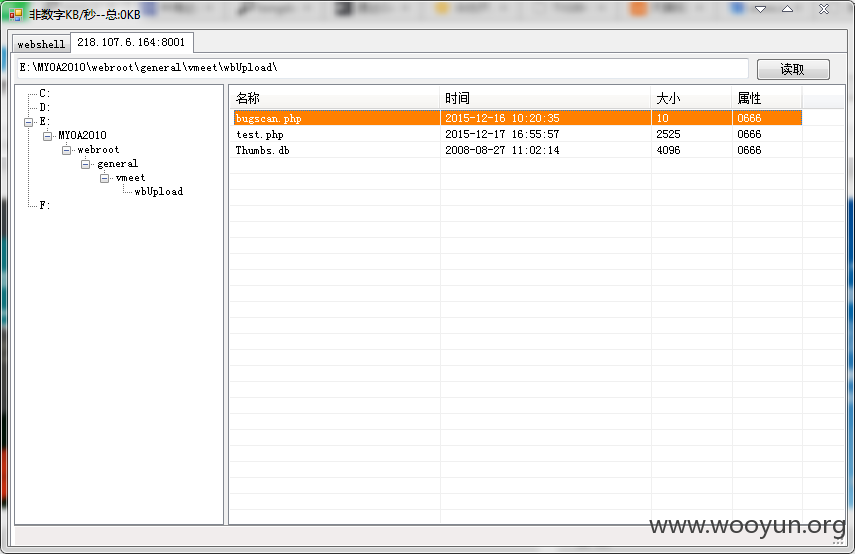 非数字KB/秒--总:0KB
webshell 218.107.6.164:8001
E:\MYOA2010\webroot\general\vmeet\wbUpload\ 读取
C:
D:
E:
MYOA2010
webroot
general
vmeet
wbUpload
F:
名称 时间 大小 属性
bugscan.php 2015-12-16 10:20:35 10 0666
test.php 2015-12-17 16:55:57 2525 0666
Thumbs.db 2008-08-27 11:02:14 4096 0666
www.wooyun.org